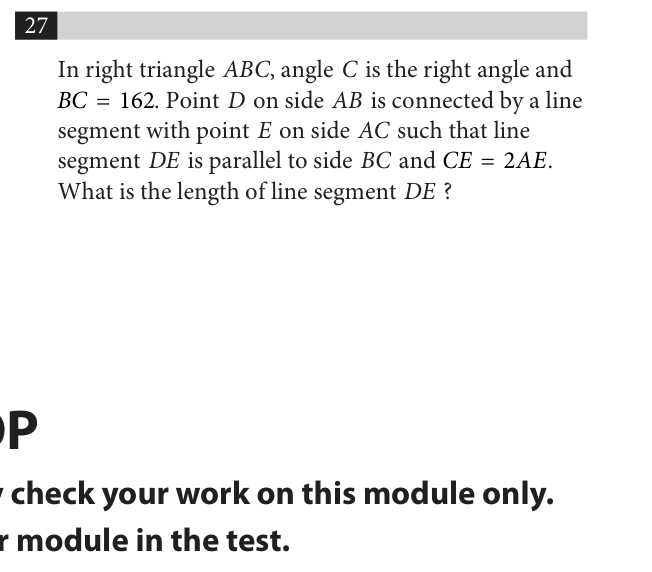 27
In right triangle ABC, angle C is the right angle and
BC = 162. Point D on side AB is connected by a line
segment with point E on side AC such that line
segment DE is parallel to side BC and CE = 2AE.
What is the length of line segment DE ?
OP
y check your work on this module only.
r module in the test.